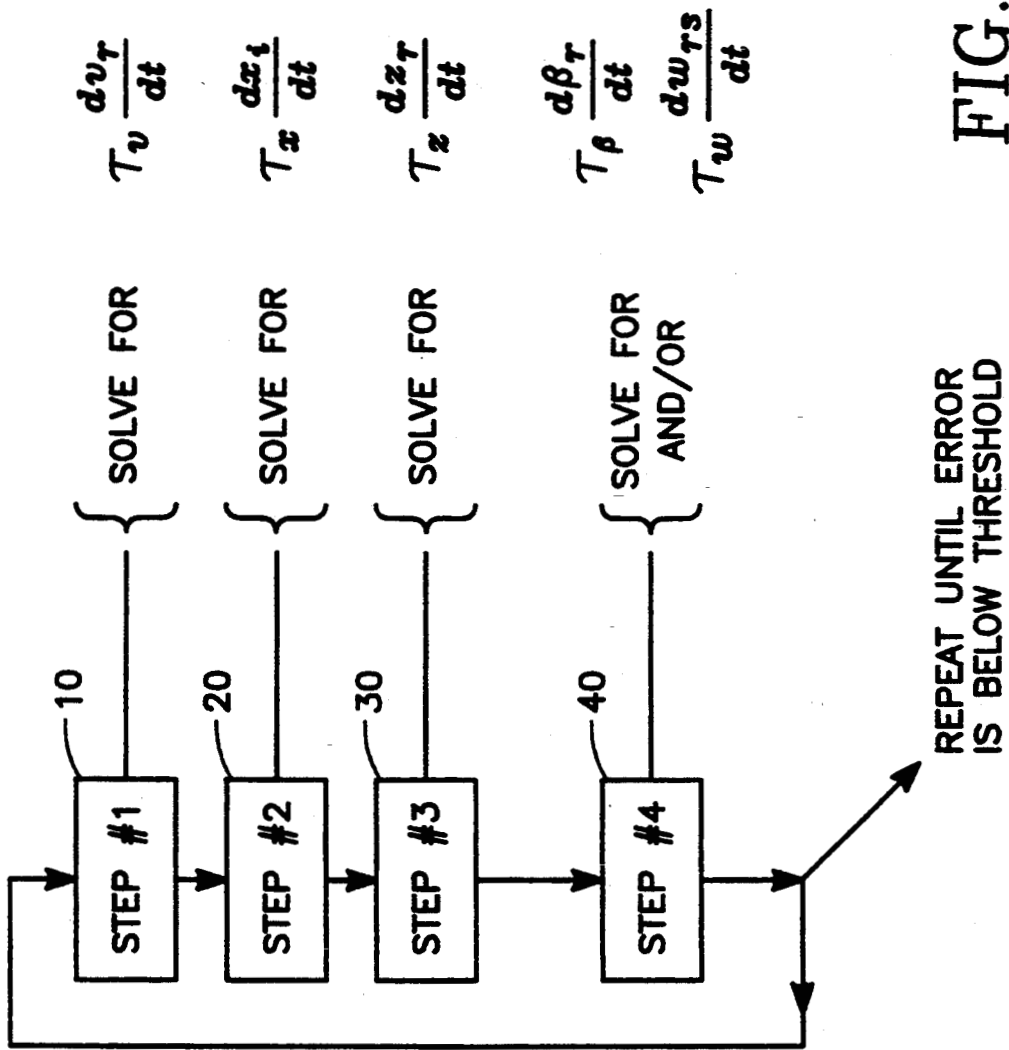 10
STEP #1
SOLVE FOR
τ_v dv_r/dt
20
STEP #2
SOLVE FOR
τ_x dx_i/dt
30
STEP #3
SOLVE FOR
τ_z dz_r/dt
40
STEP #4
SOLVE FOR
AND/OR
τ_β dβ_r/dt
τ_w dw_rs/dt
REPEAT UNTIL ERROR
IS BELOW THRESHOLD
FIG.